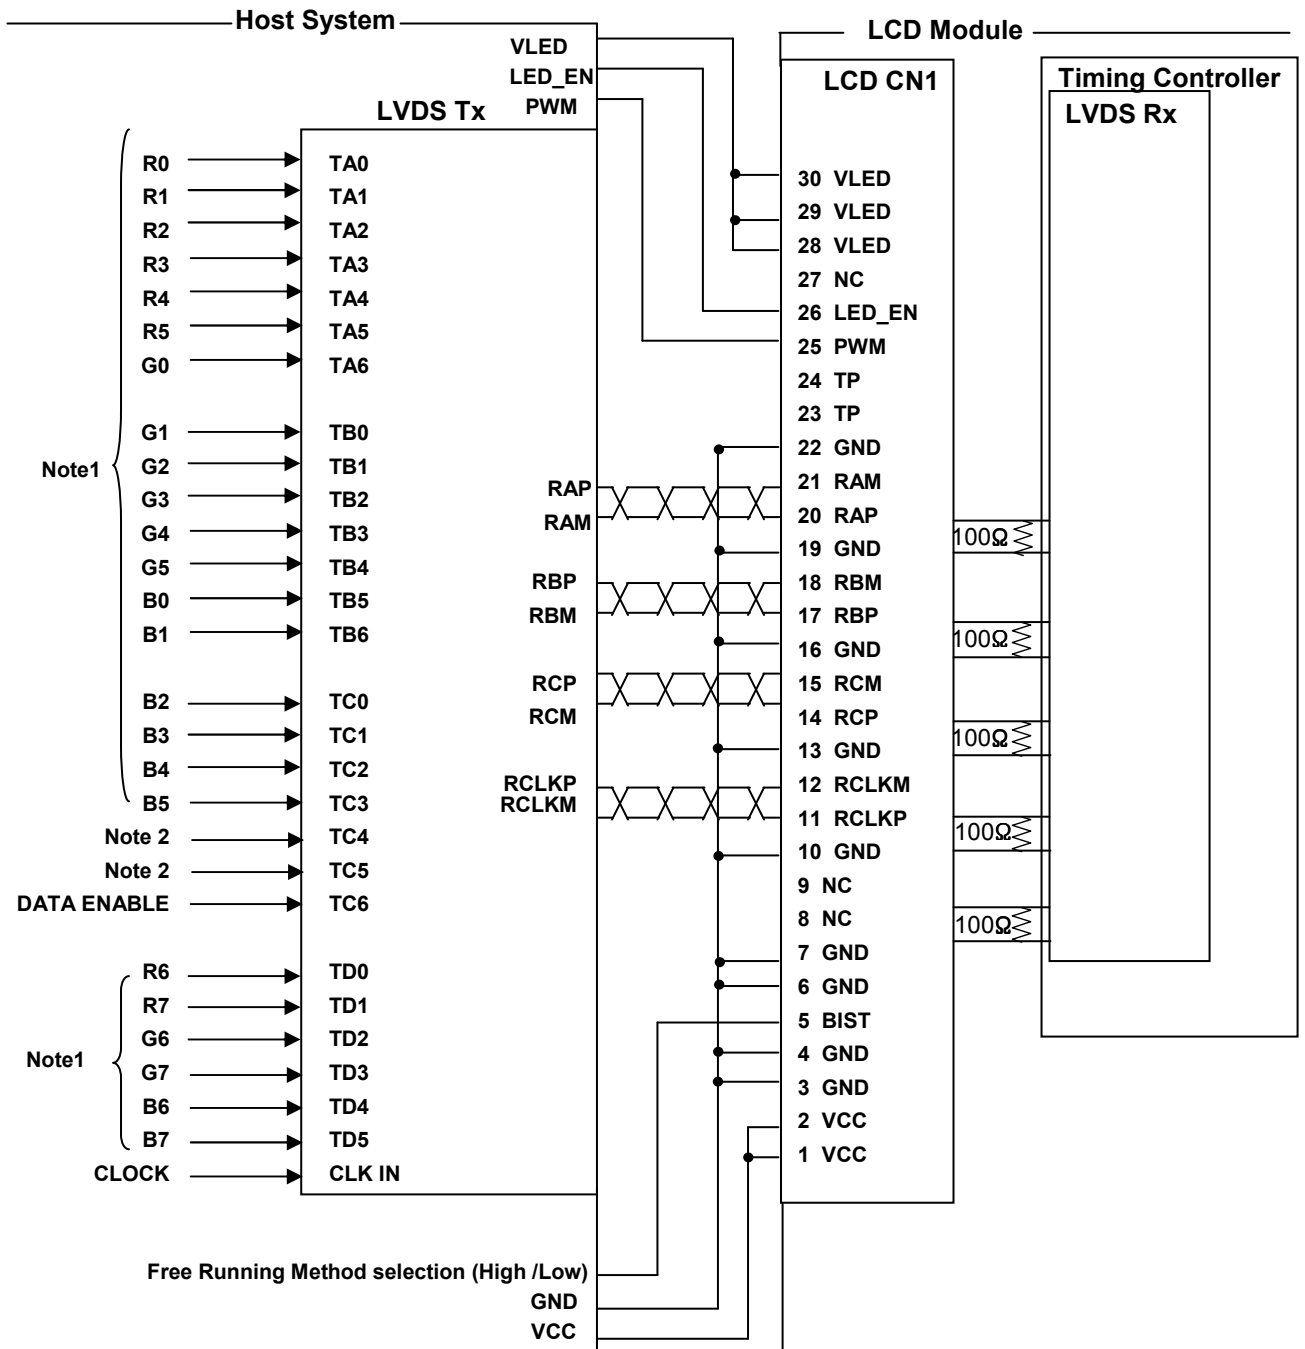 Host System
LCD Module
VLED
LED_EN
PWM
LVDS Tx
LCD CN1
Timing Controller
LVDS Rx
R0 TA0
R1 TA1
R2 TA2
R3 TA3
R4 TA4
R5 TA5
G0 TA6
G1 TB0
G2 TB1
G3 TB2
G4 TB3
G5 TB4
B0 TB5
B1 TB6
Note1
B2 TC0
B3 TC1
B4 TC2
B5 TC3
Note 2 TC4
Note 2 TC5
DATA ENABLE TC6
R6 TD0
R7 TD1
G6 TD2
G7 TD3
B6 TD4
B7 TD5
Note1
CLOCK CLK IN
RAP
RAM
RBP
RBM
RCP
RCM
RCLKP
RCLKM
Free Running Method selection (High /Low)
GND
VCC
30 VLED
29 VLED
28 VLED
27 NC
26 LED_EN
25 PWM
24 TP
23 TP
22 GND
21 RAM
20 RAP
19 GND
18 RBM
17 RBP
16 GND
15 RCM
14 RCP
13 GND
12 RCLKM
11 RCLKP
10 GND
9 NC
8 NC
7 GND
6 GND
5 BIST
4 GND
3 GND
2 VCC
1 VCC
100Ω
100Ω
100Ω
100Ω
100Ω